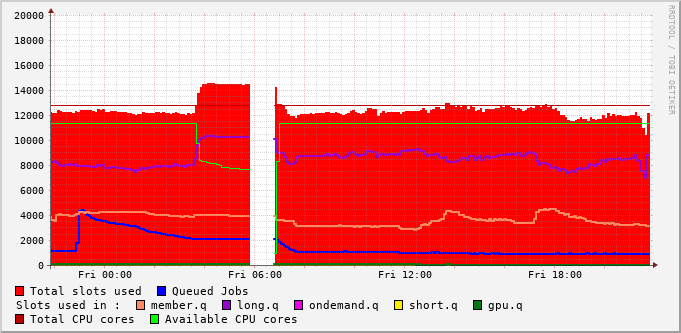 20000
18000
16000
14000
12000
10000
8000
6000
4000
2000
0
Fri 00:00 Fri 06:00 Fri 12:00 Fri 18:00
RRDTOOL / TOBI OETIKER
Total slots used Queued Jobs
Slots used in : member.q long.q ondemand.q short.q gpu.q
Total CPU cores Available CPU cores